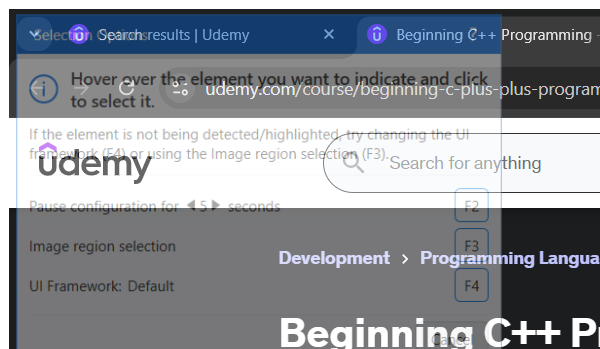 Selection Options ?
Search results | Udemy
Beginning C++ Programming -
Hover over the element you want to indicate and click
to select it.
udemy.com/course/beginning-c-plus-plus-program
If the element is not being detected/highlighted, try changing the UI
framework (F4) or using the Image region selection (F3).
udemy
Search for anything
Pause configuration for 5 seconds F2
Image region selection F3
Development Programming Langua
UI Framework: Default F4
Beginning C++ Pr
Cancel